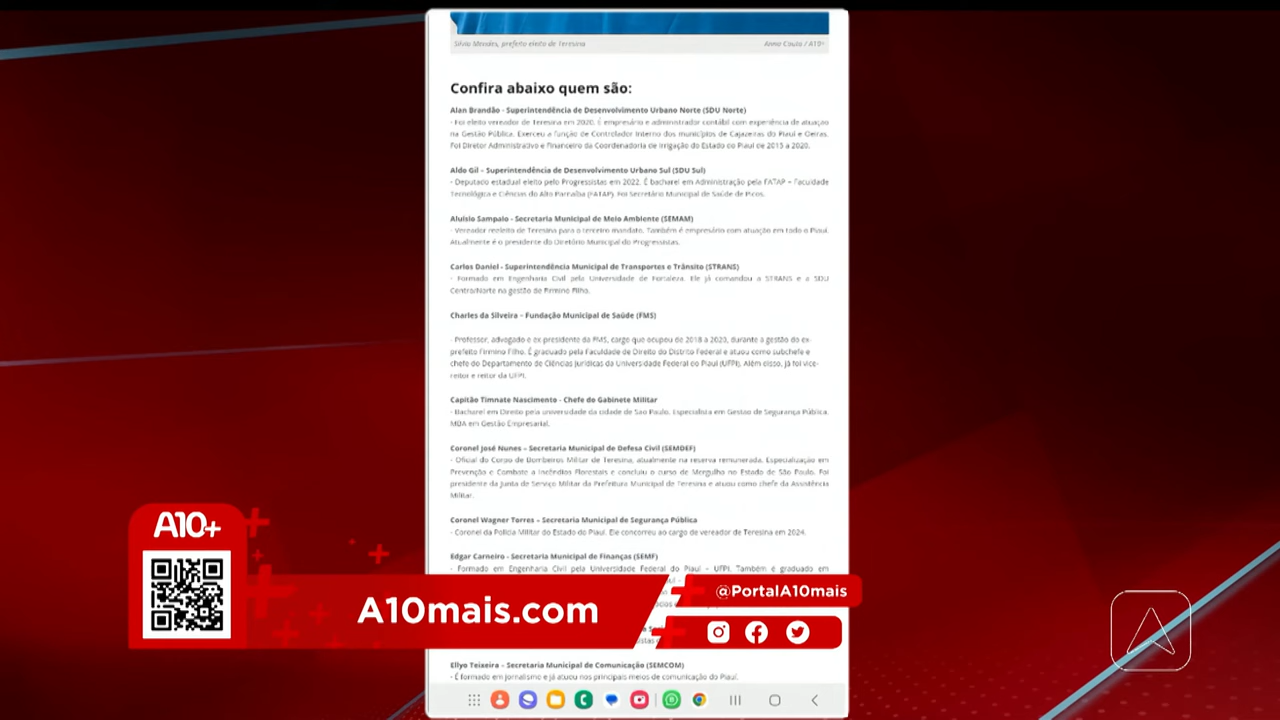 Silvio Mendes, prefeito eleito de Teresina
Anna Couto / A10+
Confira abaixo quem são:
Alan Brandão - Superintendência de Desenvolvimento Urbano Norte (SDU Norte)
- Foi eleito vereador de Teresina em 2020. É empresário e administrador contábil com experiência de atuação
na Gestão Pública. Exerceu a função de Controlador Interno dos municípios de Cajazeiras do Piauí e Oeiras.
Foi Diretor Administrativo e Financeiro da Coordenadoria de Irrigação do Estado do Piauí de 2015 a 2020.
Aldo Gil – Superintendência de Desenvolvimento Urbano Sul (SDU Sul)
- Deputado estadual eleito pelo Progressistas em 2022. É bacharel em Administração pela FATAP – Faculdade
Tecnológica e Ciências do Alto Parnaíba (FATAP). Foi Secretário Municipal de Saúde de Picos.
Aluísio Sampaio - Secretaria Municipal de Meio Ambiente (SEMAM)
- Vereador reeleito de Teresina para o terceiro mandato. Também é empresário com atuação em todo o Piauí.
Atualmente é o presidente do Diretório Municipal do Progressistas.
Carlos Daniel - Superintendência Municipal de Transportes e Trânsito (STRANS)
- Formado em Engenharia Civil pela Universidade de Fortaleza. Ele já comandou a STRANS e a SDU
Centro/Norte na gestão de Firmino Filho.
Charles da Silveira – Fundação Municipal de Saúde (FMS)
- Professor, advogado e ex-presidente da FMS, cargo que ocupou de 2018 a 2020, durante a gestão do ex-
prefeito Firmino Filho. É graduado pela Faculdade de Direito do Distrito Federal e atuou como subchefe e
chefe do Departamento de Ciências Jurídicas da Universidade Federal do Piauí (UFPI). Além disso, já foi vice-
reitor e reitor da UFPI.
Capitão Timnate Nascimento - Chefe do Gabinete Militar
- Bacharel em Direito pela universidade da cidade de São Paulo. Especialista em Gestão de Segurança Pública.
MBA em Gestão Empresarial.
Coronel José Nunes – Secretaria Municipal de Defesa Civil (SEMDEF)
- Oficial do Corpo de Bombeiros Militar de Teresina, atualmente na reserva remunerada. Especialização em
Prevenção e Combate a Incêndios Florestais e concluiu o curso de Mergulho no Estado de São Paulo. Foi
presidente da Junta de Serviço Militar da Prefeitura Municipal de Teresina e atuou como chefe da Assistência
Militar.
Coronel Wagner Torres – Secretaria Municipal de Segurança Pública
- Coronel da Polícia Militar do Estado do Piauí. Ele concorreu ao cargo de vereador de Teresina em 2024.
Edgar Carneiro - Secretaria Municipal de Finanças (SEMF)
- Formado em Engenharia Civil pela Universidade Federal do Piauí – UFPI. Também é graduado em
A10+
A10mais.com
@PortalA10mais
Ellyo Teixeira – Secretaria Municipal de Comunicação (SEMCOM)
- É formado em jornalismo e já atuou nos principais meios de comunicação do Piauí.